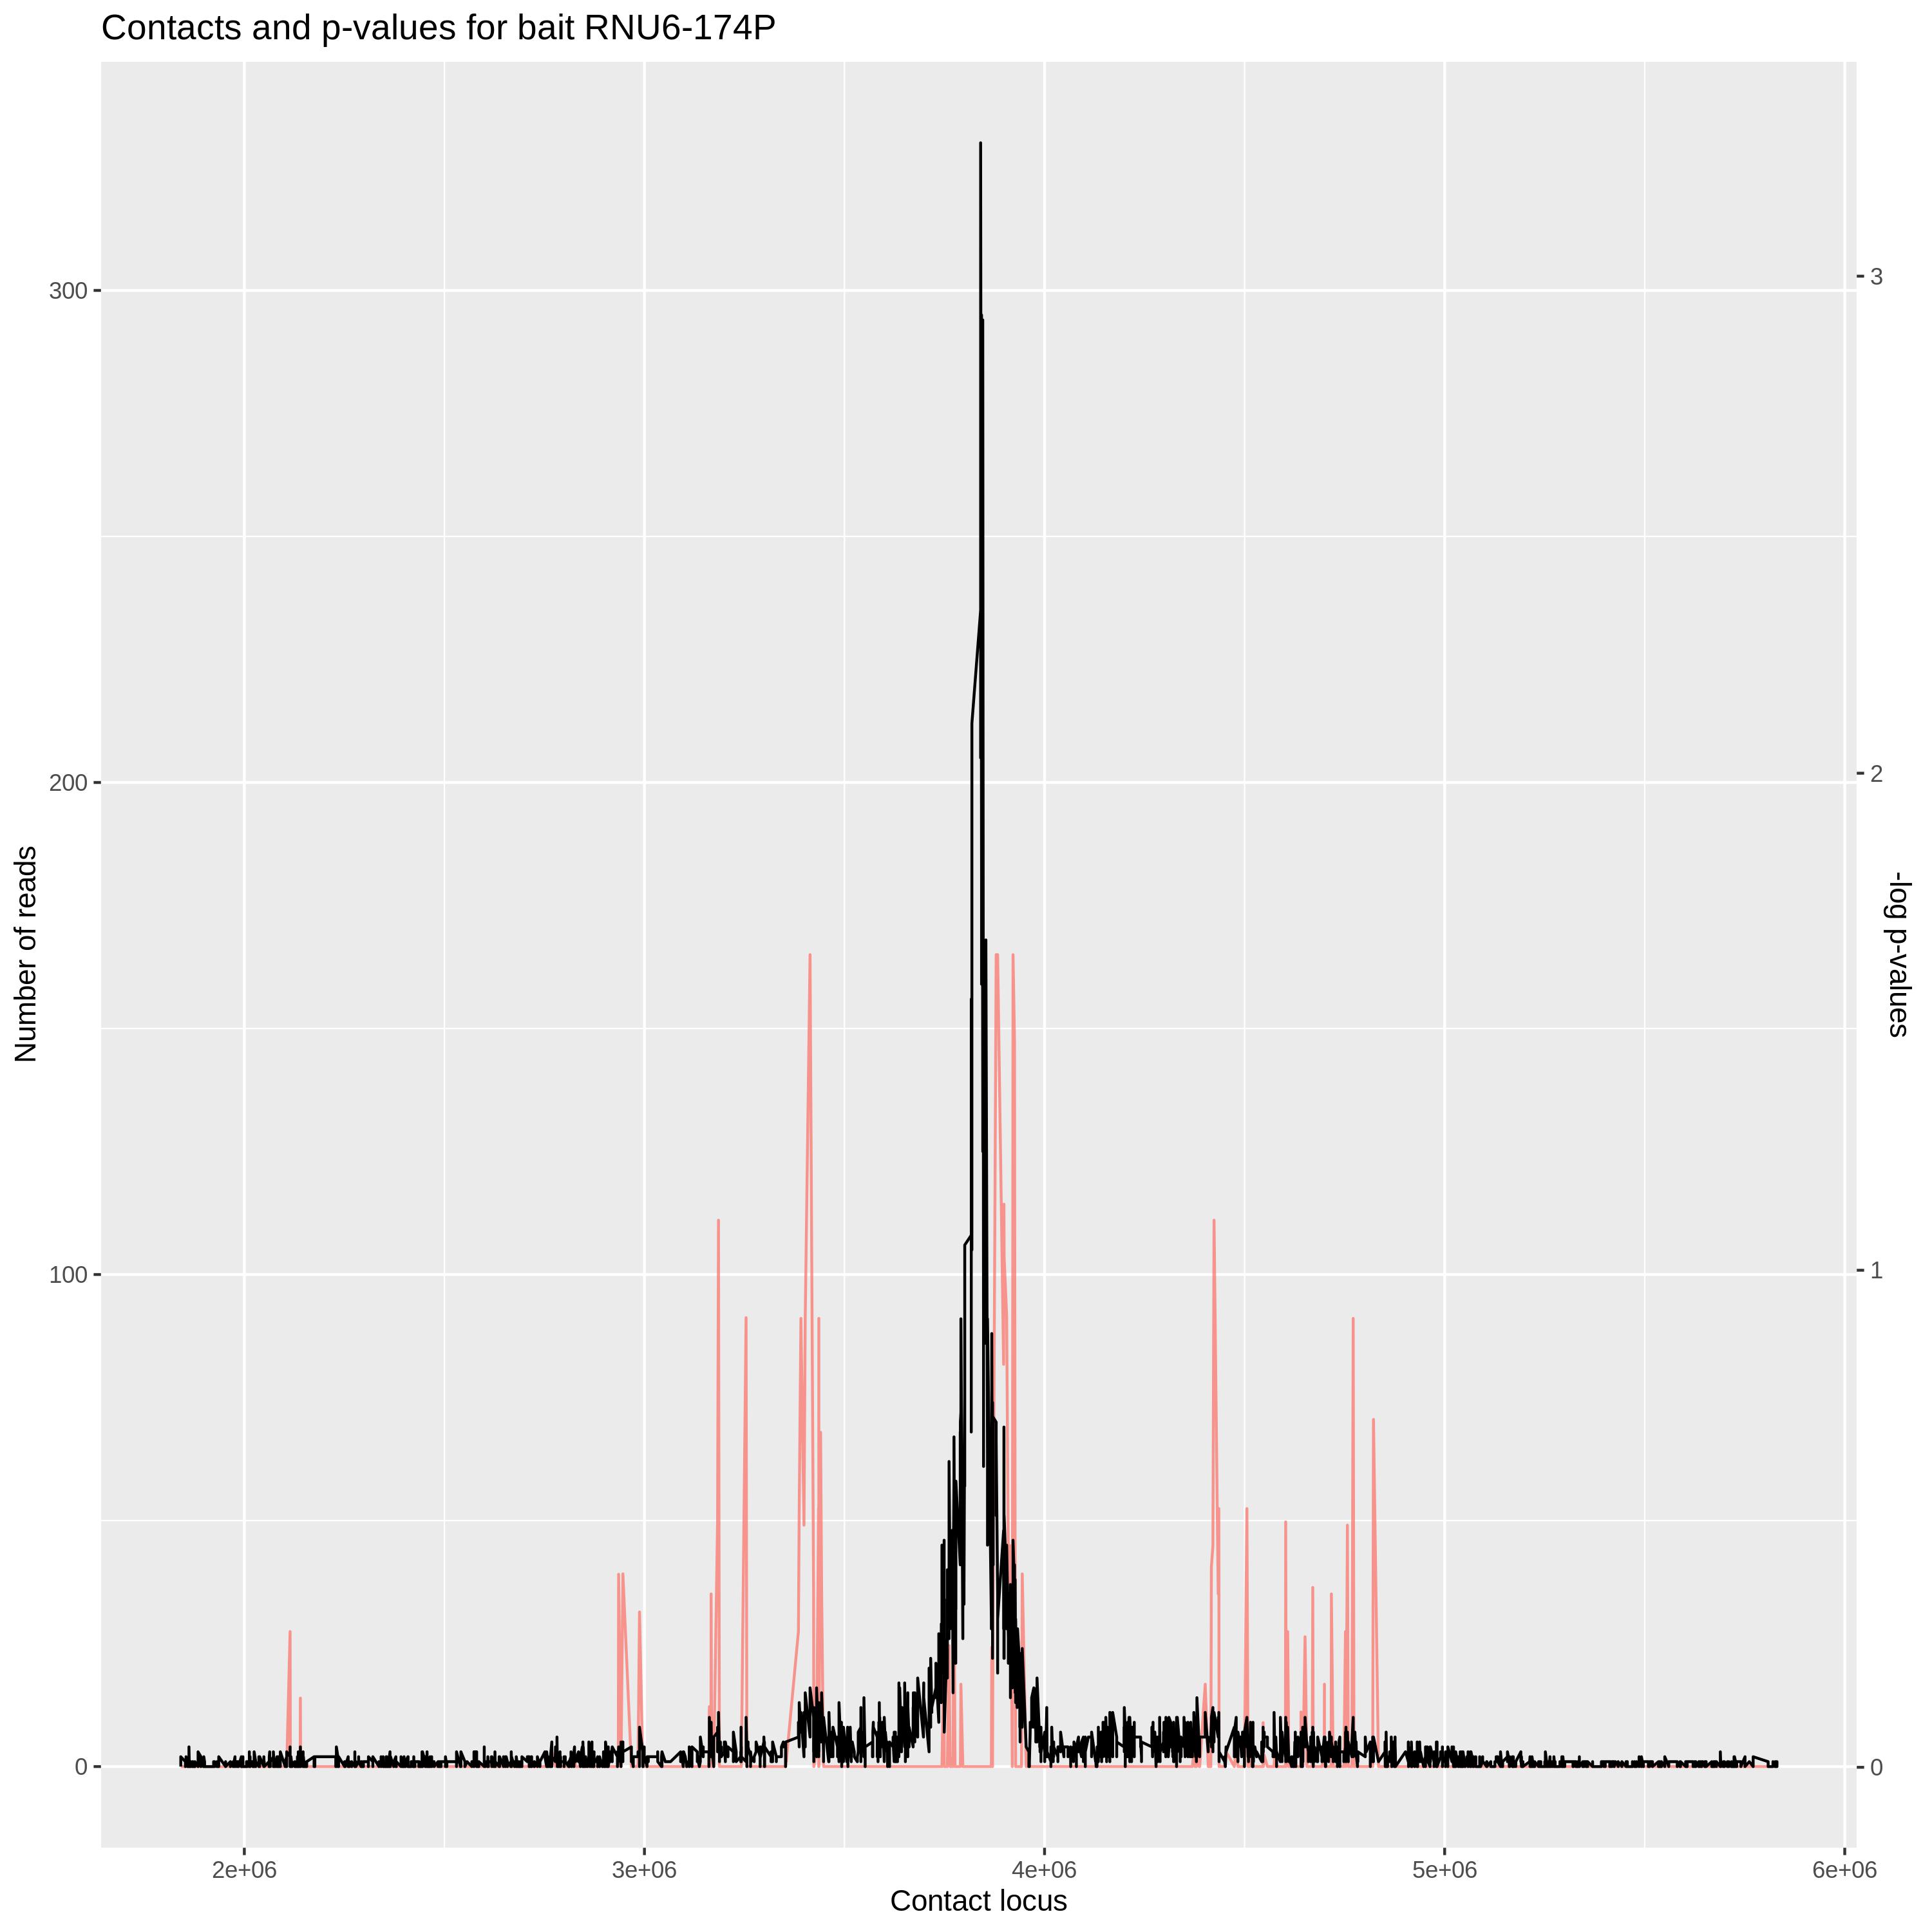 Contacts and p-values for bait RNU6-174P
300
200
100
0
Number of reads
3
2
1
0
-log p-values
2e+06 3e+06 4e+06 5e+06 6e+06
Contact locus